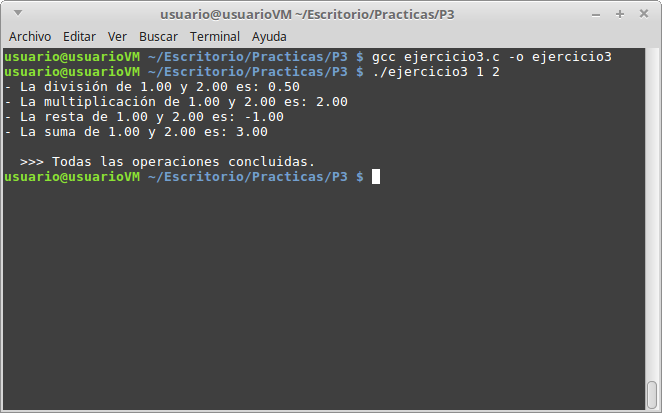 usuario@usuarioVM ~/Escritorio/Practicas/P3
Archivo Editar Ver Buscar Terminal Ayuda
usuario@usuarioVM ~/Escritorio/Practicas/P3 $ gcc ejercicio3.c -o ejercicio3
usuario@usuarioVM ~/Escritorio/Practicas/P3 $ ./ejercicio3 1 2
- La división de 1.00 y 2.00 es: 0.50
- La multiplicación de 1.00 y 2.00 es: 2.00
- La resta de 1.00 y 2.00 es: -1.00
- La suma de 1.00 y 2.00 es: 3.00
>>> Todas las operaciones concluidas.
usuario@usuarioVM ~/Escritorio/Practicas/P3 $